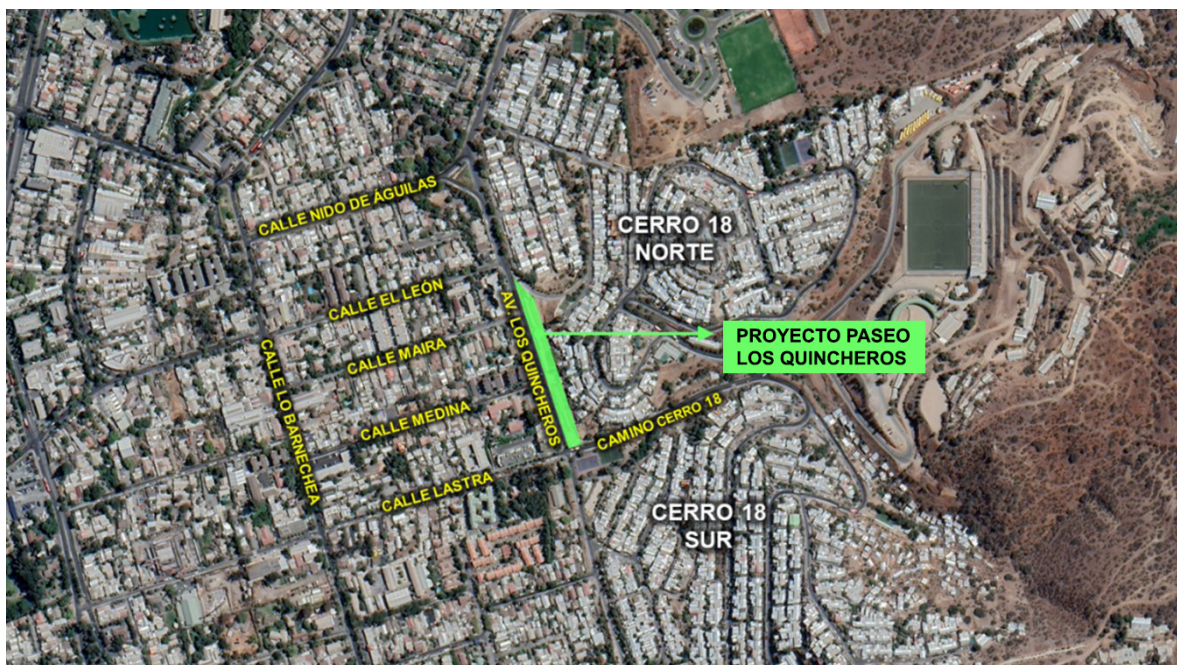 CALLE NIDO DE ÁGUILAS
CERRO 18
NORTE
CALLE EL LEÓN
AV. LOS QUINCHEROS
PROYECTO PASEO
LOS QUINCHEROS
CALLE MAIRA
CALLE LO BARNECHEA
CALLE MEDINA
CAMINO CERRO 18
CALLE LASTRA
CERRO 18
SUR